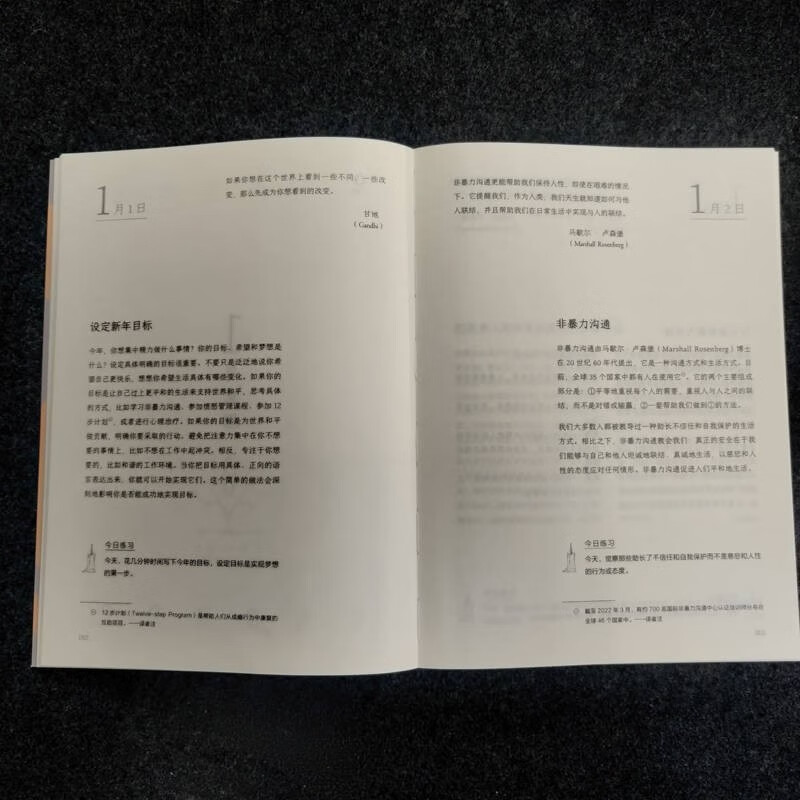 1月1日
如果你想在这个世界上看到一些不同、一些改
变，那么先成为你想看到的改变。
甘地
（Gandhi）
设定新年目标
今年，你想集中精力做什么事情？你的目标、希望和梦想是
什么？设定具体明确的目标很重要，不要只是泛泛地说你希
望自己更快乐，想想你希望生活具体有哪些变化。如果你的
目标是让自己过上更平和的生活来支持世界和平，思考具体
的方式，比如学习非暴力沟通、参加愤怒管理课程、参加 12
步计划㊀，或者进行心理治疗。如果你的目标是为世界和平
做贡献，明确你要采取的行动。避免把注意力集中在你不想
要的事情上，比如不想在工作中起冲突。相反，专注于你想
要的，比如和谐的工作环境。当你把目标用具体、正向的语
言表达出来，你就可以开始实现它们。这个简单的做法会深
刻地影响你是否能成功地实现目标。
今日练习
今天，花几分钟时间写下今年的目标。设定目标是实现梦想
的第一步。
㊀ 12 步计划（Twelve-step Program）是帮助人们从成瘾行为中康复的
互助项目。——译者注
002
1月2日
非暴力沟通更能帮助我们保持人性，即使在艰难的情况
下。它提醒我们，作为人类，我们天生就知道如何与他
人联结，并且帮助我们在日常生活中实现与人的联结。
马歇尔 · 卢森堡
（Marshall Rosenberg）
非暴力沟通
非暴力沟通由马歇尔 · 卢森堡（Marshall Rosenberg）博士
在 20 世纪 60 年代提出，它是一种沟通方式和生活方式。目
前，全球 35 个国家中都有人在使用它㊀。它的两个主要组成
部分是：①平等地重视每个人的需要，重视人与人之间的联
结，而不是对错或输赢，②一套帮助我们做到①的方法。
我们大多数人都被教导过一种助长不信任和自我保护的生活
方式。相比之下，非暴力沟通教会我们：真正的安全在于我
们能够与自己和他人坦诚地联结，真诚地生活，以慈悲和人
性的态度应对任何情形。非暴力沟通促进人们平和地生活。
今日练习
今天，觉察那些助长了不信任和自我保护而不是慈悲和人性
的行为或态度。
㊀ 截至 2022 年 3 月，有约 700 名国际非暴力沟通中心认证培训师分布在
全球 46 个国家中。——译者注
003